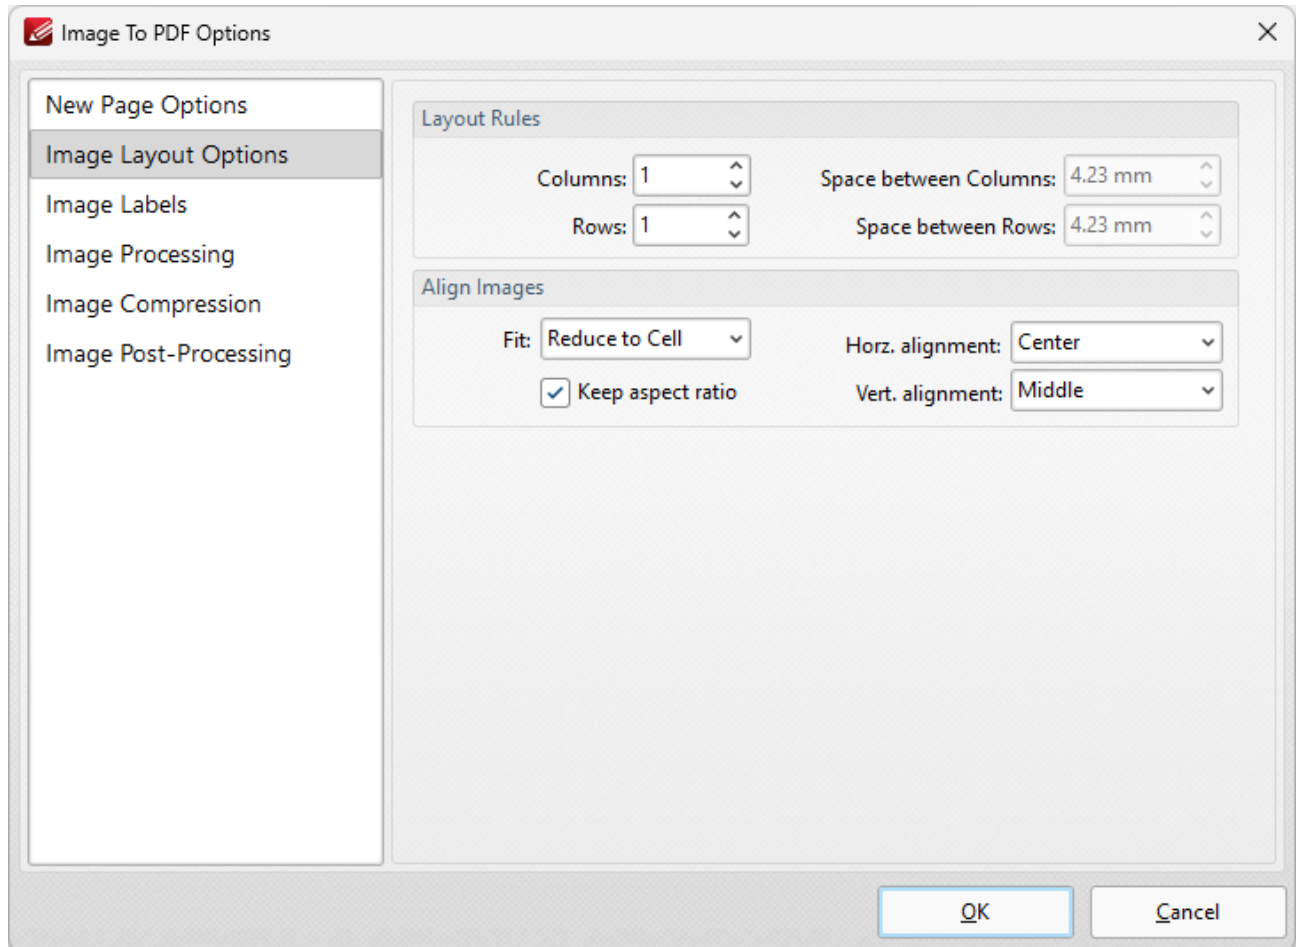 Image To PDF Options
New Page Options
Image Layout Options
Image Labels
Image Processing
Image Compression
Image Post-Processing
Layout Rules
Columns: 1 Space between Columns: 4.23 mm
Rows: 1 Space between Rows: 4.23 mm
Align Images
Fit: Reduce to Cell Horz. alignment: Center
Keep aspect ratio Vert. alignment: Middle
OK Cancel